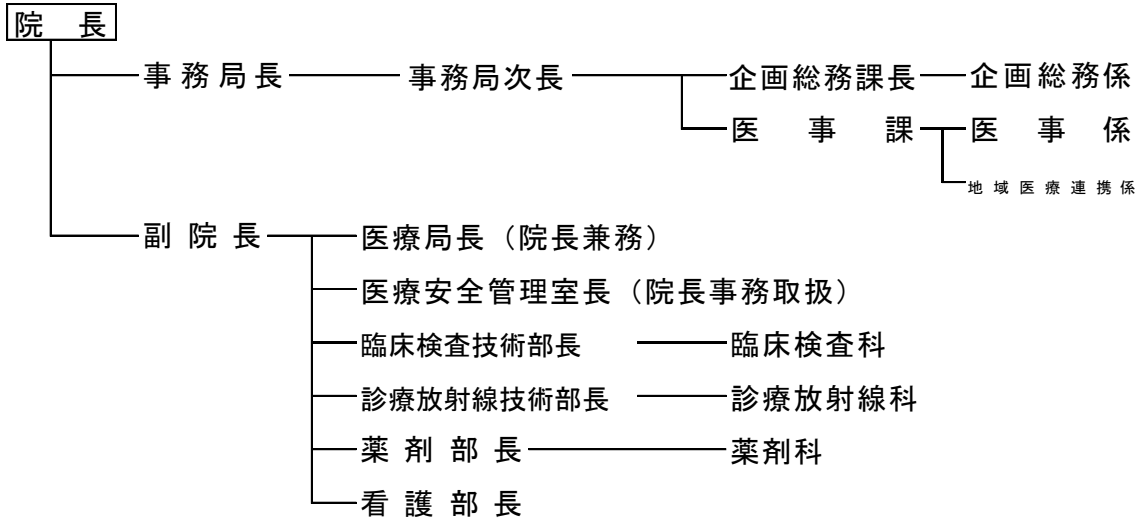 院長
事務局長 事務局次長 企画総務課長 企画総務係
医事課 医事係
地域医療連携係
副院長 医療局長（院長兼務）
医療安全管理室長（院長事務取扱）
臨床検査技術部長 臨床検査科
診療放射線技術部長 診療放射線科
薬剤部長 薬剤科
看護部長